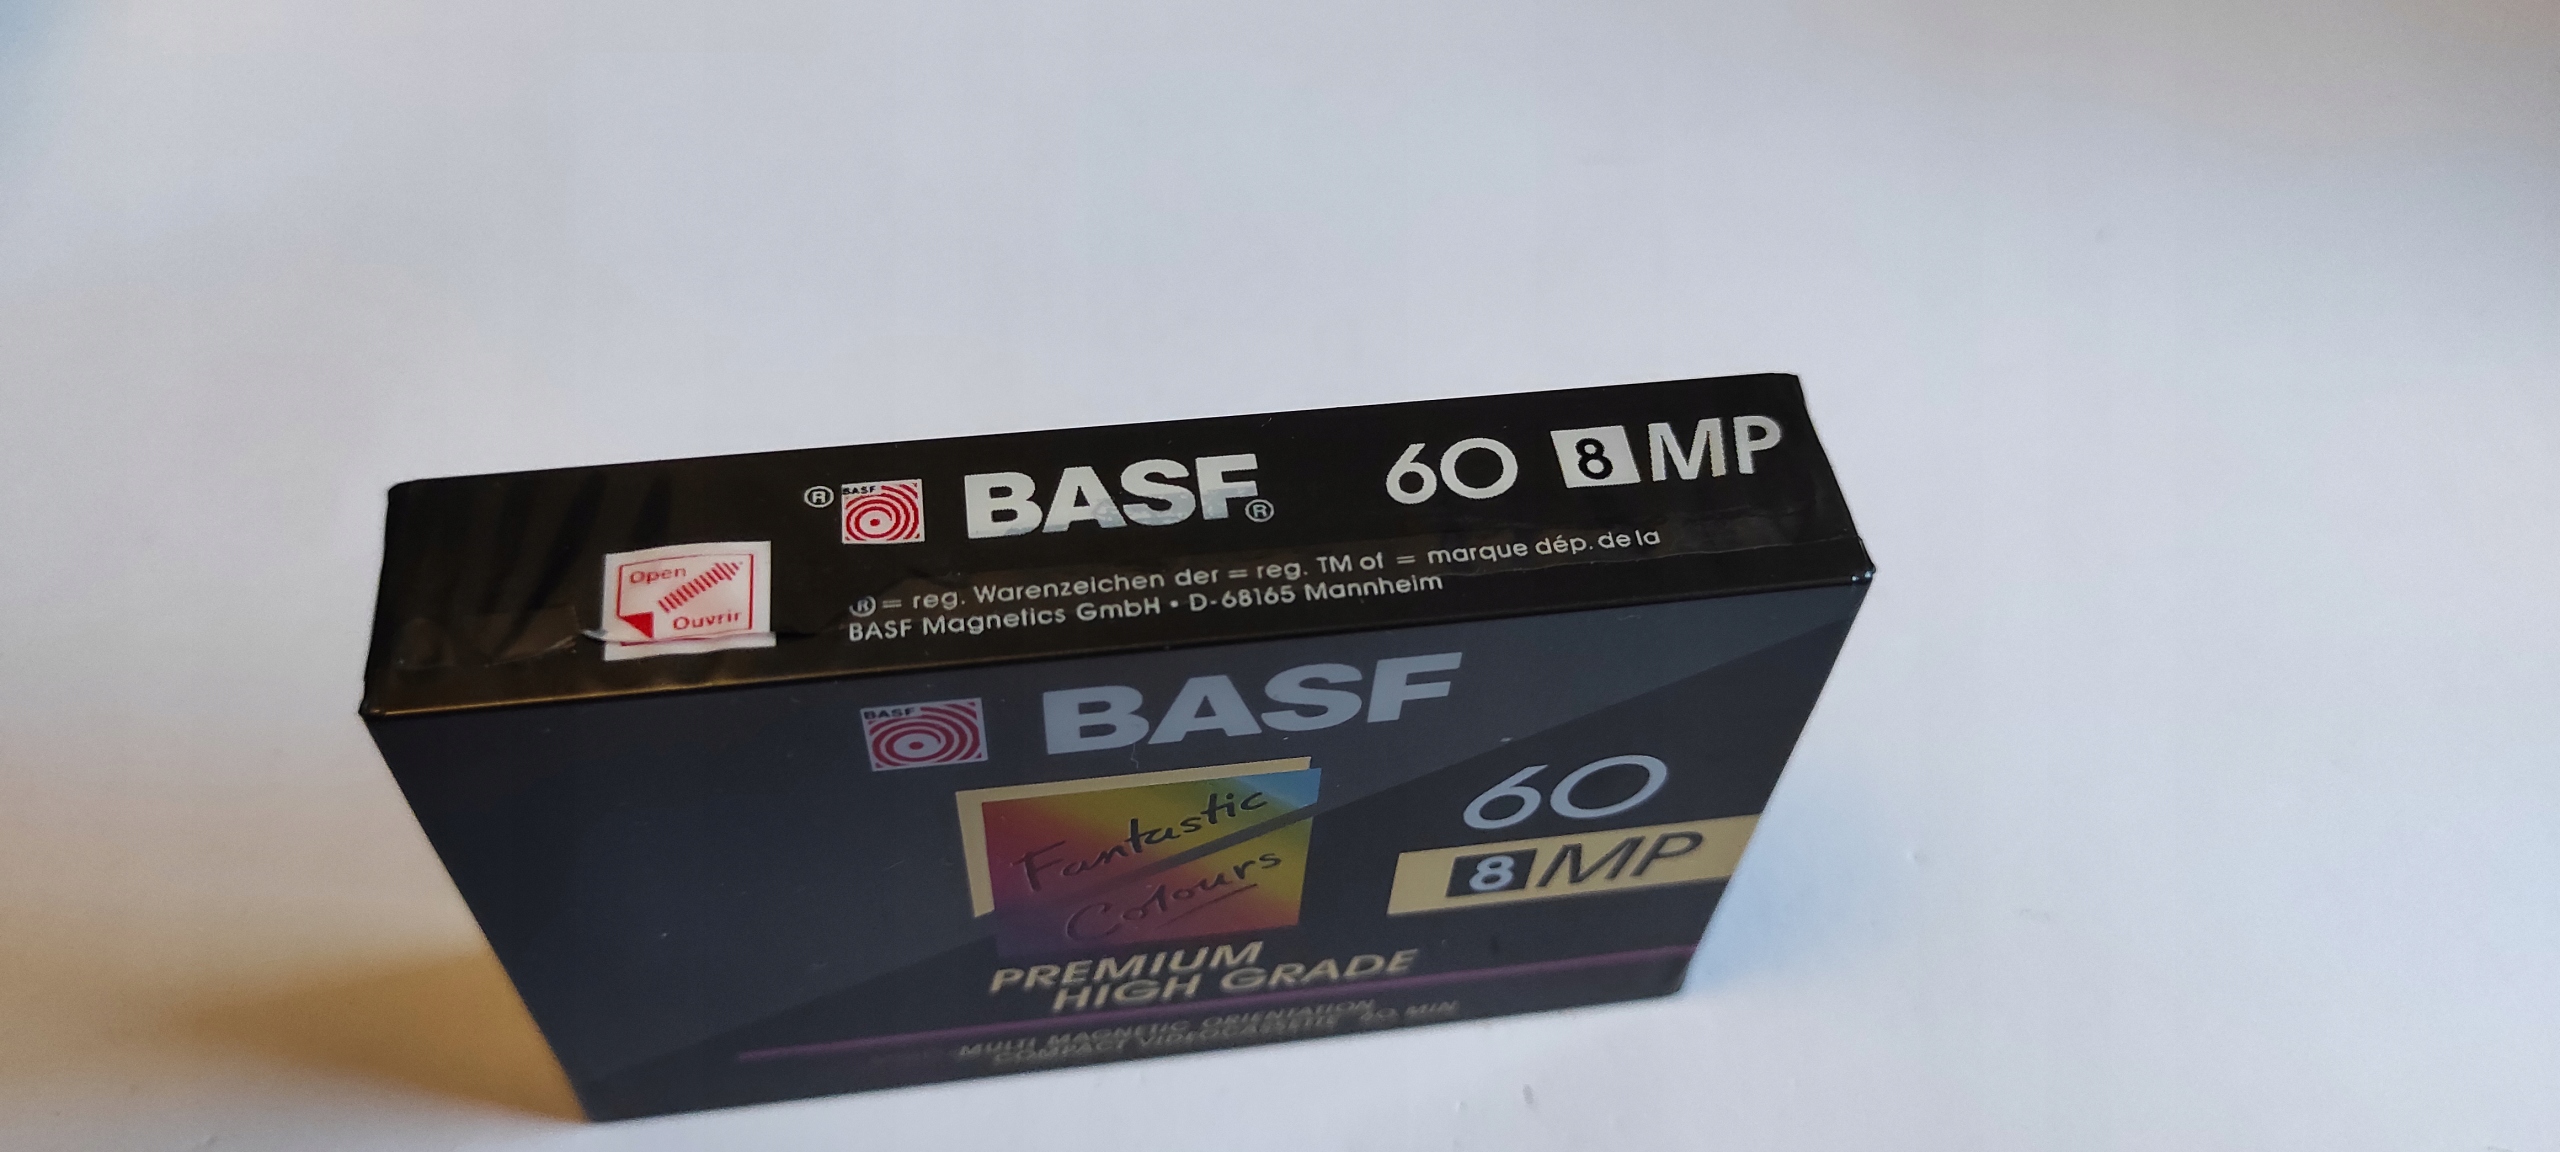 ® BASF BASF® 60 8 MP
Open
Ouvrir
®= reg. Warenzeichen der = reg. TM of = marque dép. de la
BASF Magnetics GmbH • D-68165 Mannheim
BASF BASF
Fantastic
Colours
60
8 MP
PREMIUM
HIGH GRADE
MULTI MAGNETIC ORIENTATION
COMPACT VIDEOCASSETTE 60 MIN